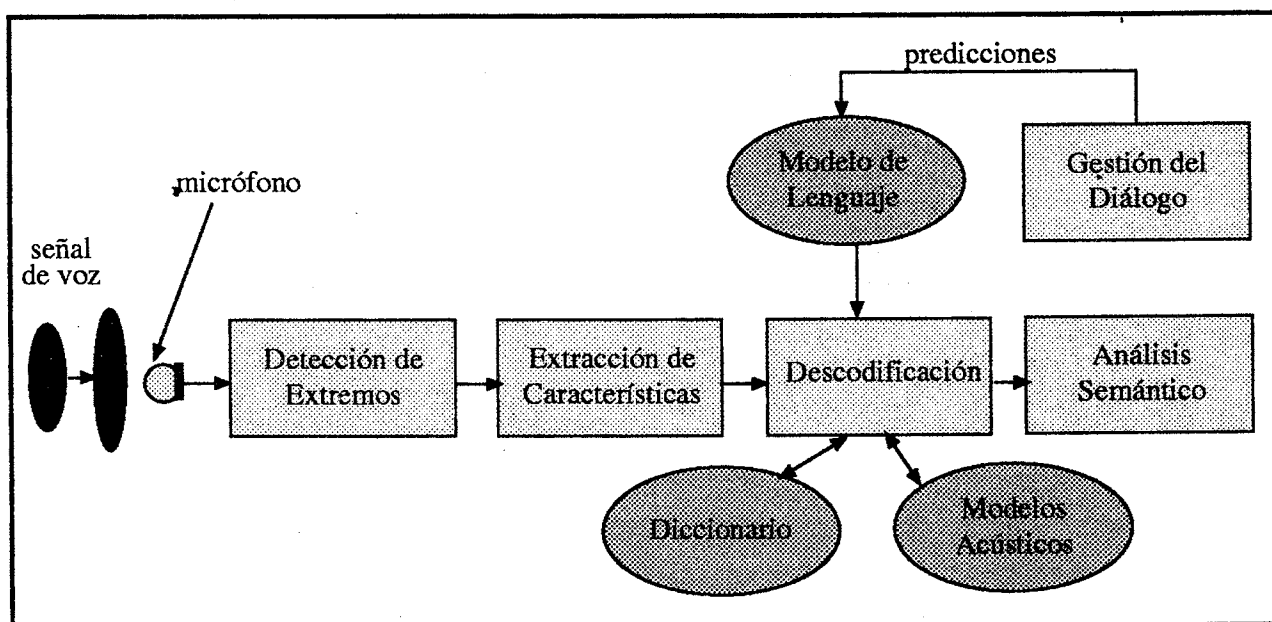 predicciones
Modelo de
Lenguaje
Gestión del
Diálogo
micrófono
señal
de voz
Detección de
Extremos
Extracción de
Características
Descodificación
Análisis
Semántico
Diccionario
Modelos
Acústicos